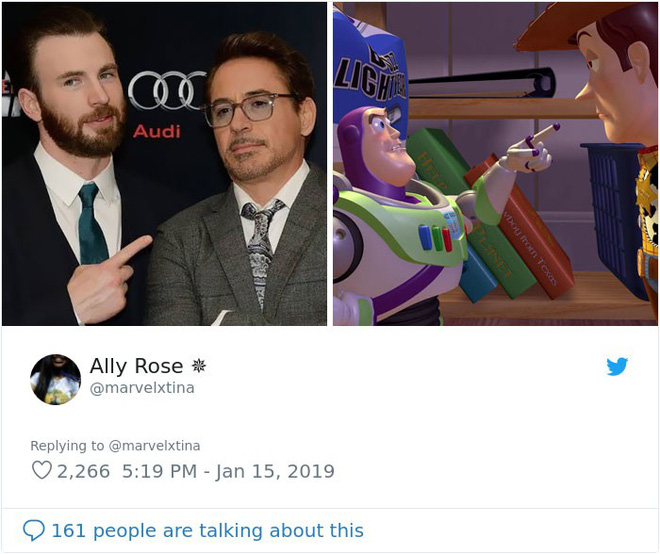 Audi
LIGH
Ally Rose ✵
@marvelxtina
Replying to @marvelxtina
2,266 5:19 PM - Jan 15, 2019
161 people are talking about this